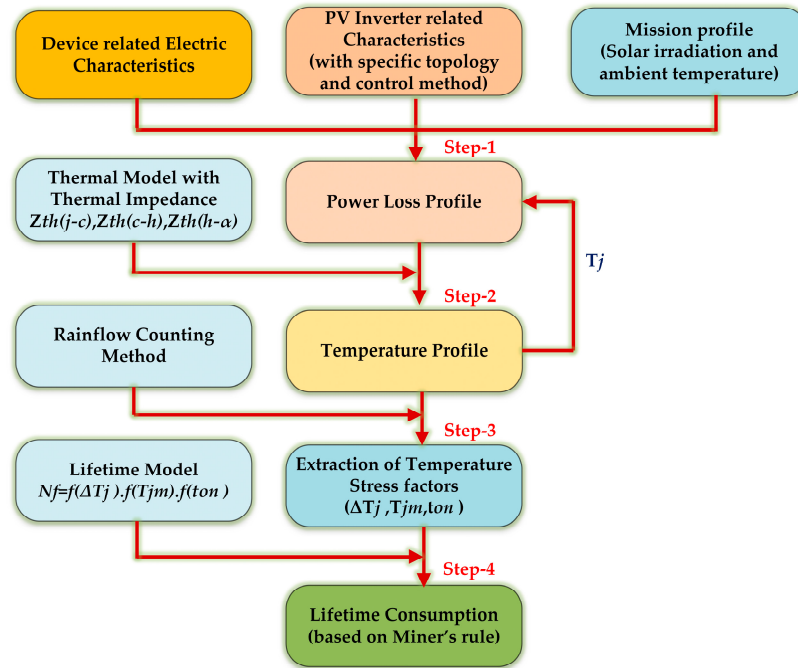 Device related Electric
Characteristics
PV Inverter related
Characteristics
(with specific topology
and control method)
Mission profile
(Solar irradiation and
ambient temperature)
Step-1
Thermal Model with
Thermal Impedance
Zth(j-c),Zth(c-h),Zth(h-α)
Power Loss Profile
Tj
Step-2
Rainflow Counting
Method
Temperature Profile
Step-3
Lifetime Model
Nf=f(ΔTj ).f(Tjm).f(ton )
Extraction of Temperature
Stress factors
(ΔTj ,Tjm,ton )
Step-4
Lifetime Consumption
(based on Miner’s rule)